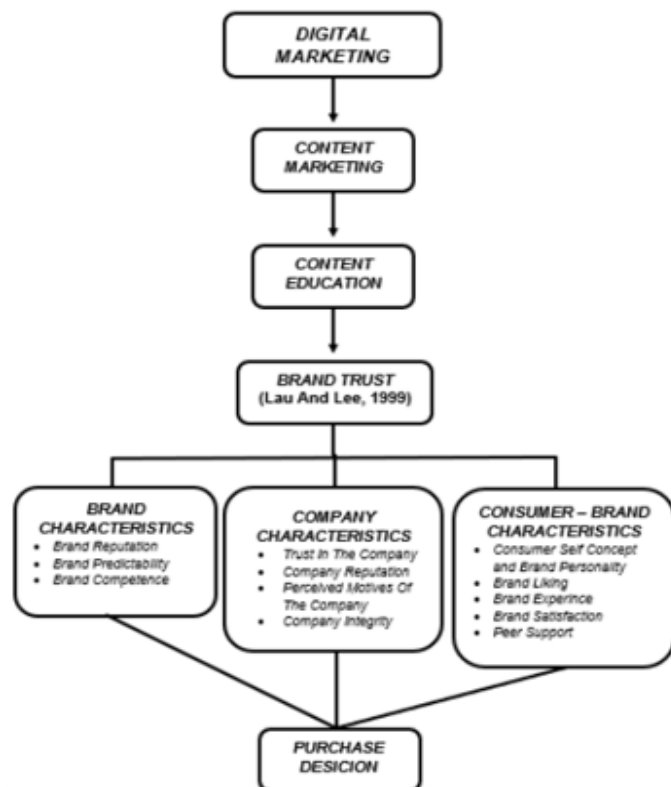 DIGITAL
MARKETING
CONTENT
MARKETING
CONTENT
EDUCATION
BRAND TRUST
(Lau And Lee, 1999)
BRAND
CHARACTERISTICS
• Brand Reputation
• Brand Predictability
• Brand Competence
COMPANY
CHARACTERISTICS
• Trust In The Company
• Company Reputation
• Perceived Motives Of
The Company
• Company Integrity
CONSUMER – BRAND
CHARACTERISTICS
• Consumer Self Concept
and Brand Personality
• Brand Liking
• Brand Experince
• Brand Satisfaction
• Peer Support
PURCHASE
DESICION